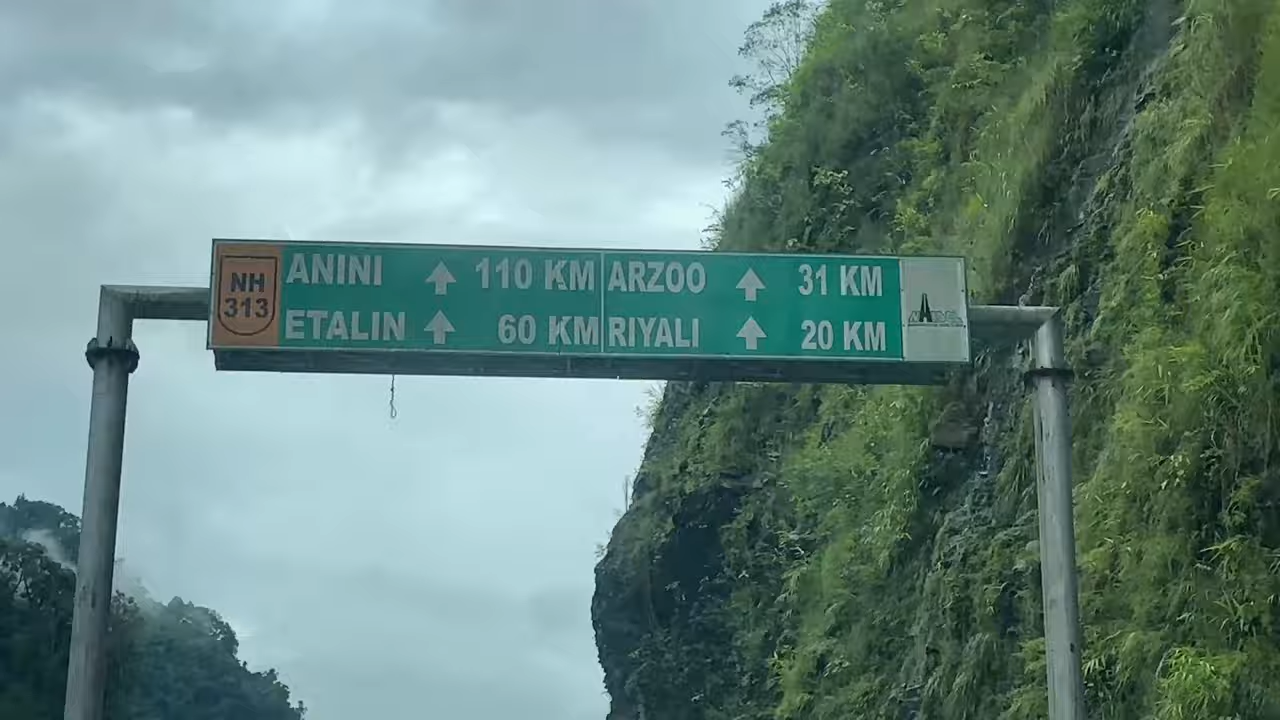 NH
313
ANINI 110 KM
ETALIN 60 KM
ARZOO 31 KM
RIYALI 20 KM